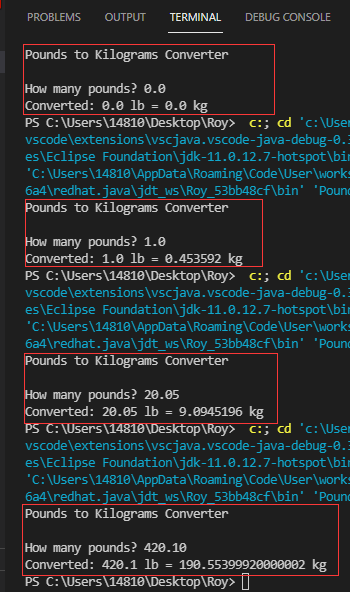 PROBLEMS OUTPUT TERMINAL DEBUG CONSOLE
Pounds to Kilograms Converter
How many pounds? 0.0
Converted: 0.0 lb = 0.0 kg
PS C:\Users\14810\Desktop\Roy>  c:; cd 'c:\User
vscode\extensions\vscjava.vscode-java-debug-0.3
es\Eclipse Foundation\jdk-11.0.12.7-hotspot\bin
'C:\Users\14810\AppData\Roaming\Code\User\works
6a4\redhat.java\jdt_ws\Roy_53bb48cf\bin' 'Poun
Pounds to Kilograms Converter
How many pounds? 1.0
Converted: 1.0 lb = 0.453592 kg
PS C:\Users\14810\Desktop\Roy>  c:; cd 'c:\User
vscode\extensions\vscjava.vscode-java-debug-0.3
es\Eclipse Foundation\jdk-11.0.12.7-hotspot\bin
'C:\Users\14810\AppData\Roaming\Code\User\works
6a4\redhat.java\jdt_ws\Roy_53bb48cf\bin' 'Pound
Pounds to Kilograms Converter
How many pounds? 20.05
Converted: 20.05 lb = 9.0945196 kg
PS C:\Users\14810\Desktop\Roy>  c:; cd 'c:\User
vscode\extensions\vscjava.vscode-java-debug-0.3
es\Eclipse Foundation\jdk-11.0.12.7-hotspot\bin
'C:\Users\14810\AppData\Roaming\Code\User\works
6a4\redhat.java\jdt_ws\Roy_53bb48cf\bin' 'Pound
Pounds to Kilograms Converter
How many pounds? 420.10
Converted: 420.1 lb = 190.55399920000002 kg
PS C:\Users\14810\Desktop\Roy>